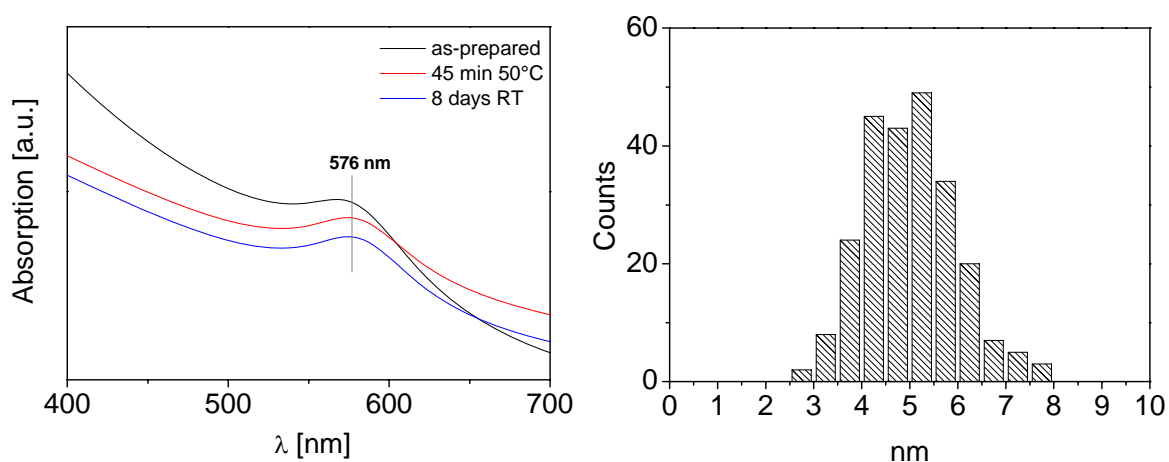 Absorption [a.u.]
as-prepared
45 min 50°C
8 days RT
576 nm
400 500 600 700
λ [nm]
Counts
60
40
20
0
0 1 2 3 4 5 6 7 8 9 10
nm